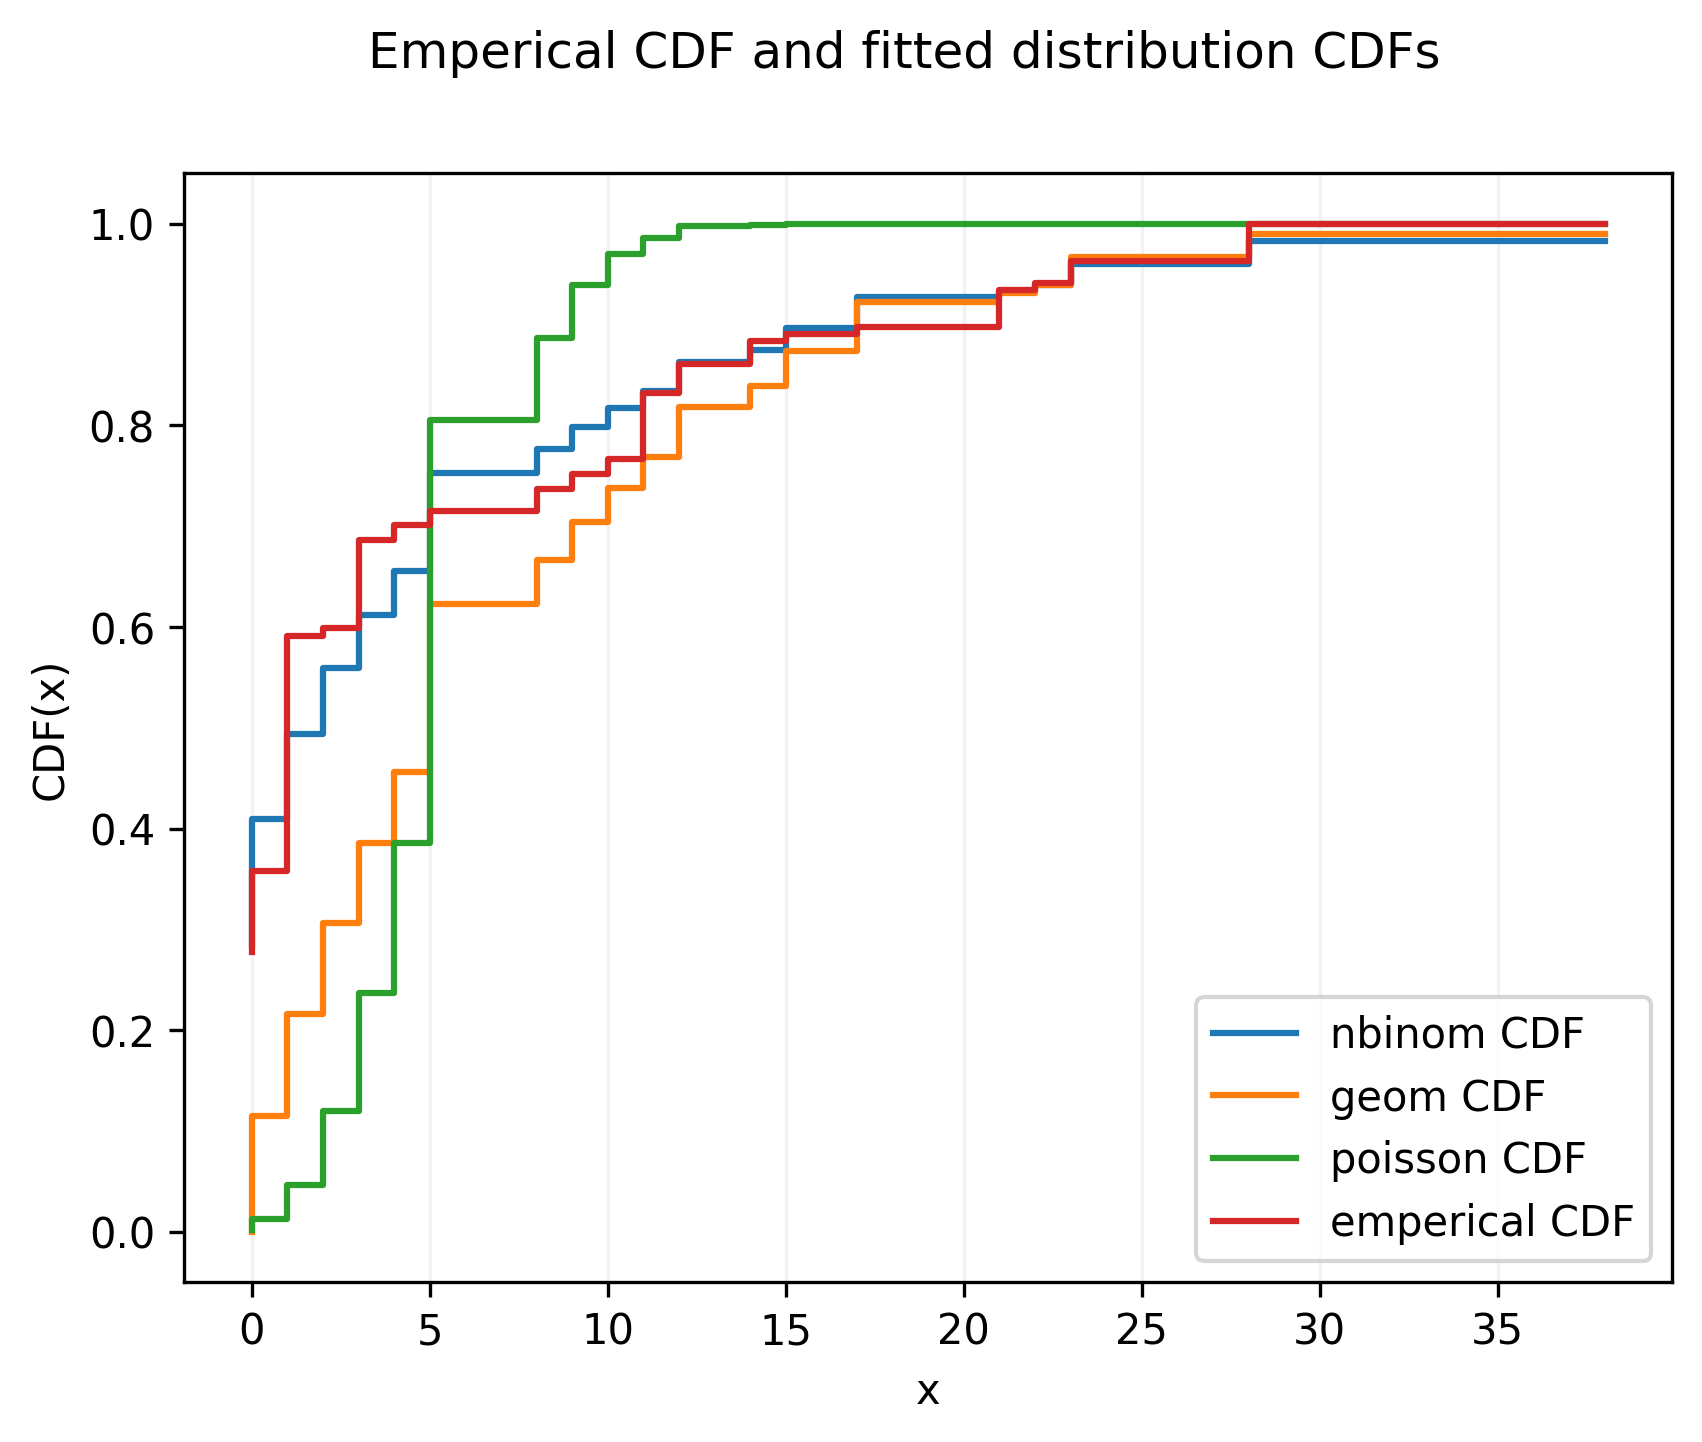 Emperical CDF and fitted distribution CDFs
1.0
0.8
0.6
0.4
0.2
0.0
CDF(x)
0 5 10 15 20 25 30 35
x
nbinom CDF
geom CDF
poisson CDF
emperical CDF